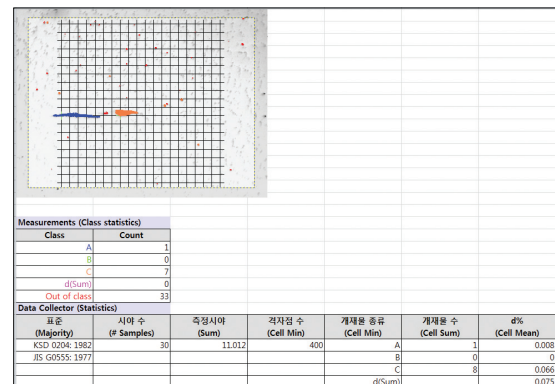 Measurements (Class statistics)
Class Count
A 1
B 0
C 7
d(Sum) 0
Out of class 33
Data Collector (Statistics)
표준 시야 수 측정시야 격자점 수 개재물 종류 개재물 수 d%
(Majority) (# Samples) (Sum) (Cell Min) (Cell Min) (Cell Sum) (Cell Mean)
KSD 0204: 1982 30 11.012 400 A 1 0.008
JIS G0555: 1977 B 0 0
C 8 0.066
d(Sum) 0.075